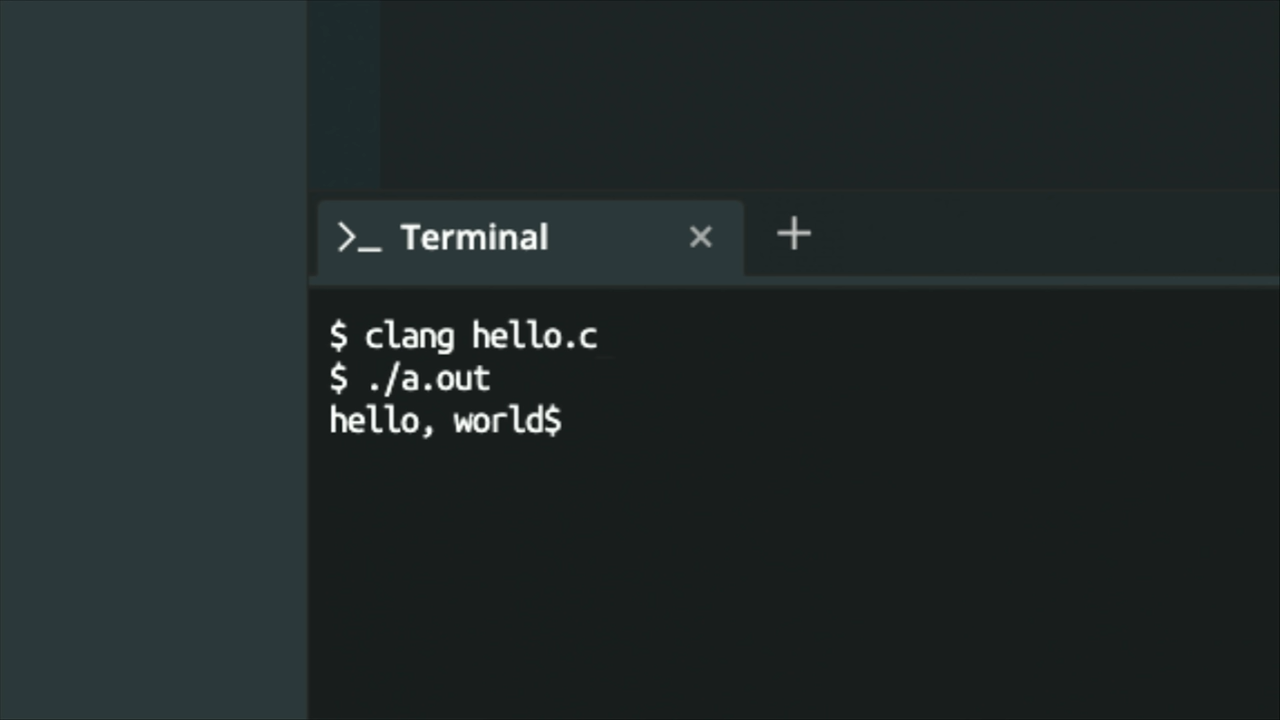 >_ Terminal × +
$ clang hello.c
$ ./a.out
hello, world$